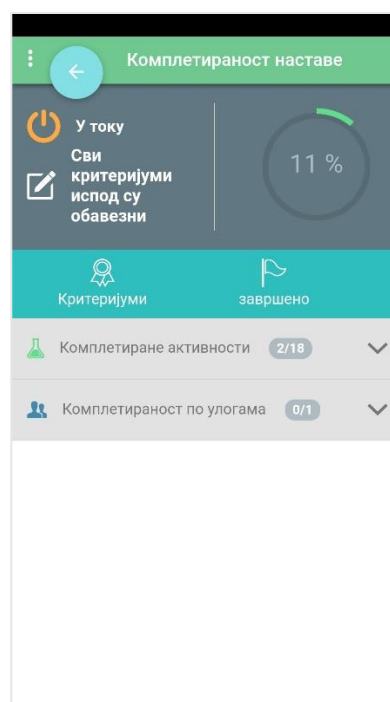 Комплетираност наставе
У току
Сви
критеријуми
испод су
обавезни
11 %
Критеријуми
завршено
Комплетиране активности 2/18
Комплетираност по улогама 0/1